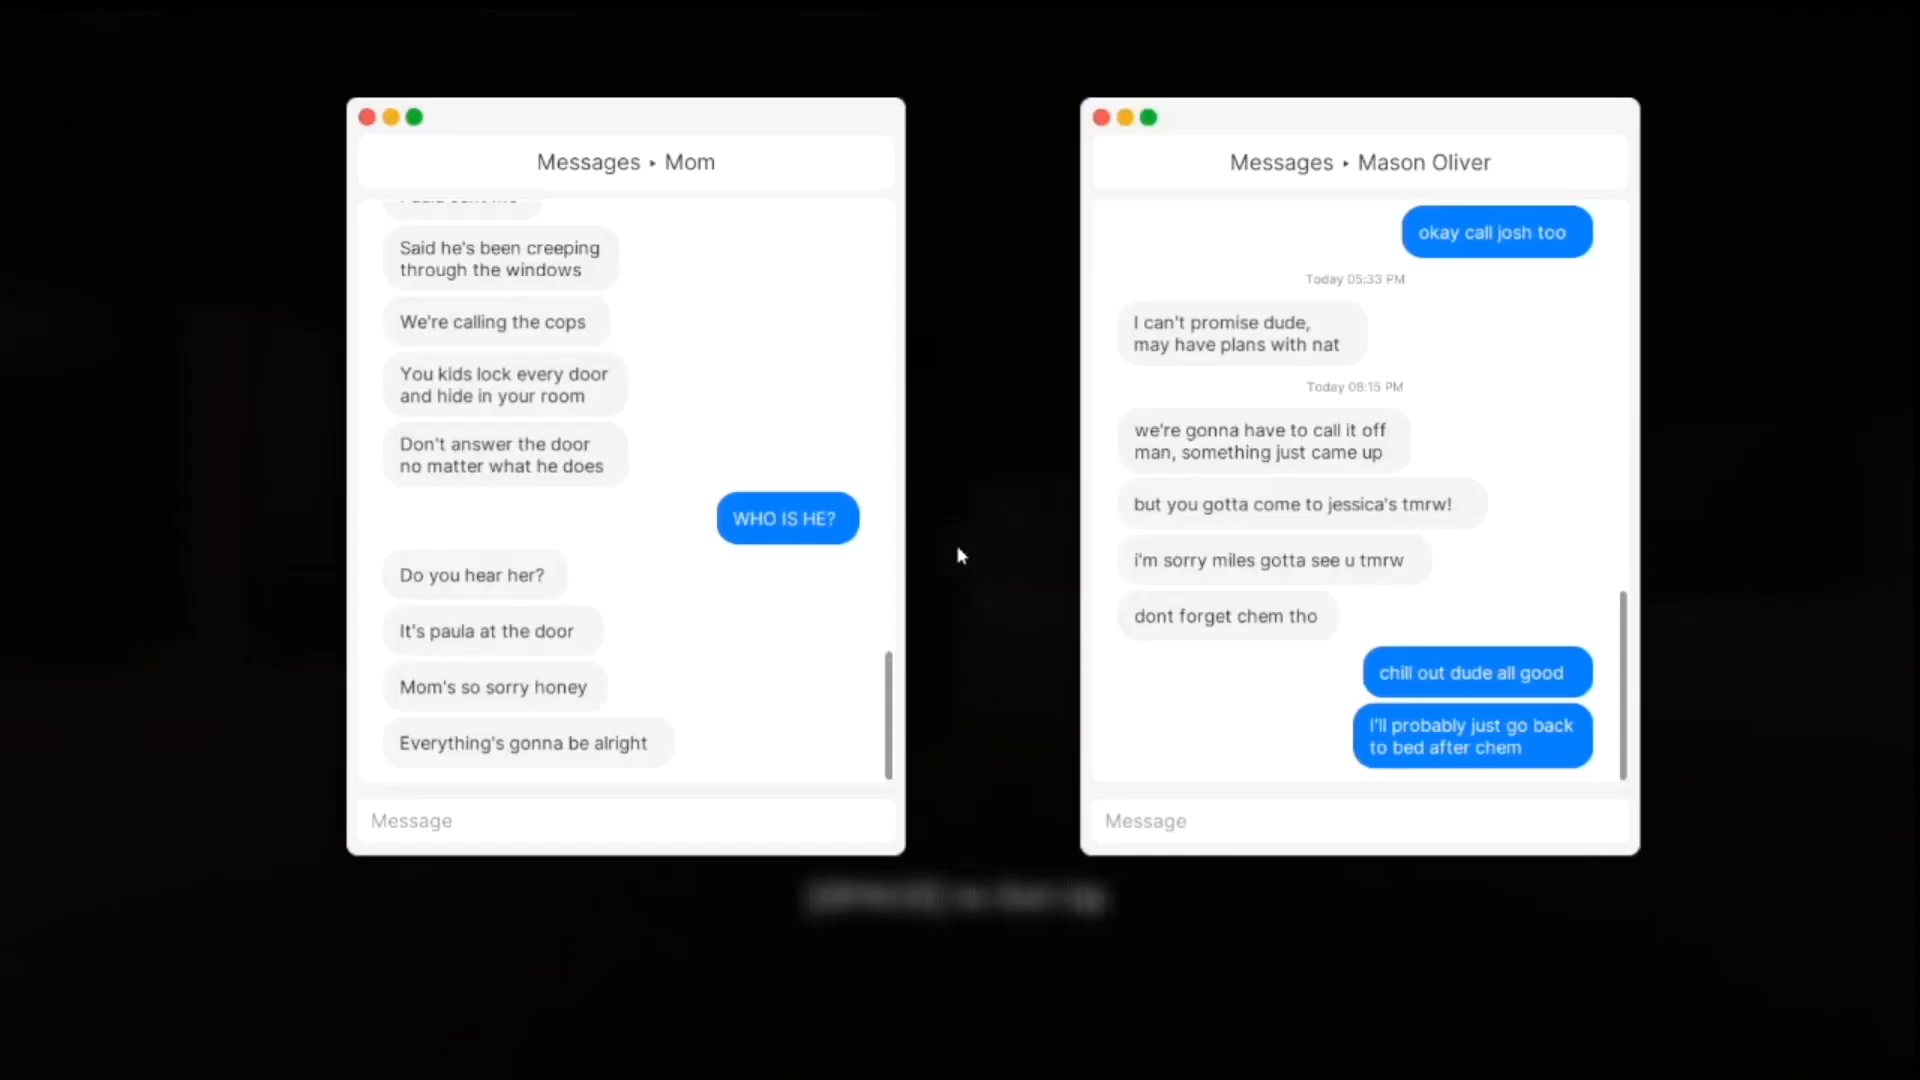 Messages ▸ Mom
Said he's been creeping
through the windows
We're calling the cops
You kids lock every door
and hide in your room
Don't answer the door
no matter what he does
WHO IS HE?
Do you hear her?
It's paula at the door
Mom's so sorry honey
Everything's gonna be alright
Message
Messages ▸ Mason Oliver
okay call josh too
Today 05:33 PM
I can't promise dude,
may have plans with nat
Today 08:15 PM
we're gonna have to call it off
man, something just came up
but you gotta come to jessica's tmrw!
i'm sorry miles gotta see u tmrw
dont forget chem tho
chill out dude all good
I'll probably just go back
to bed after chem
Message